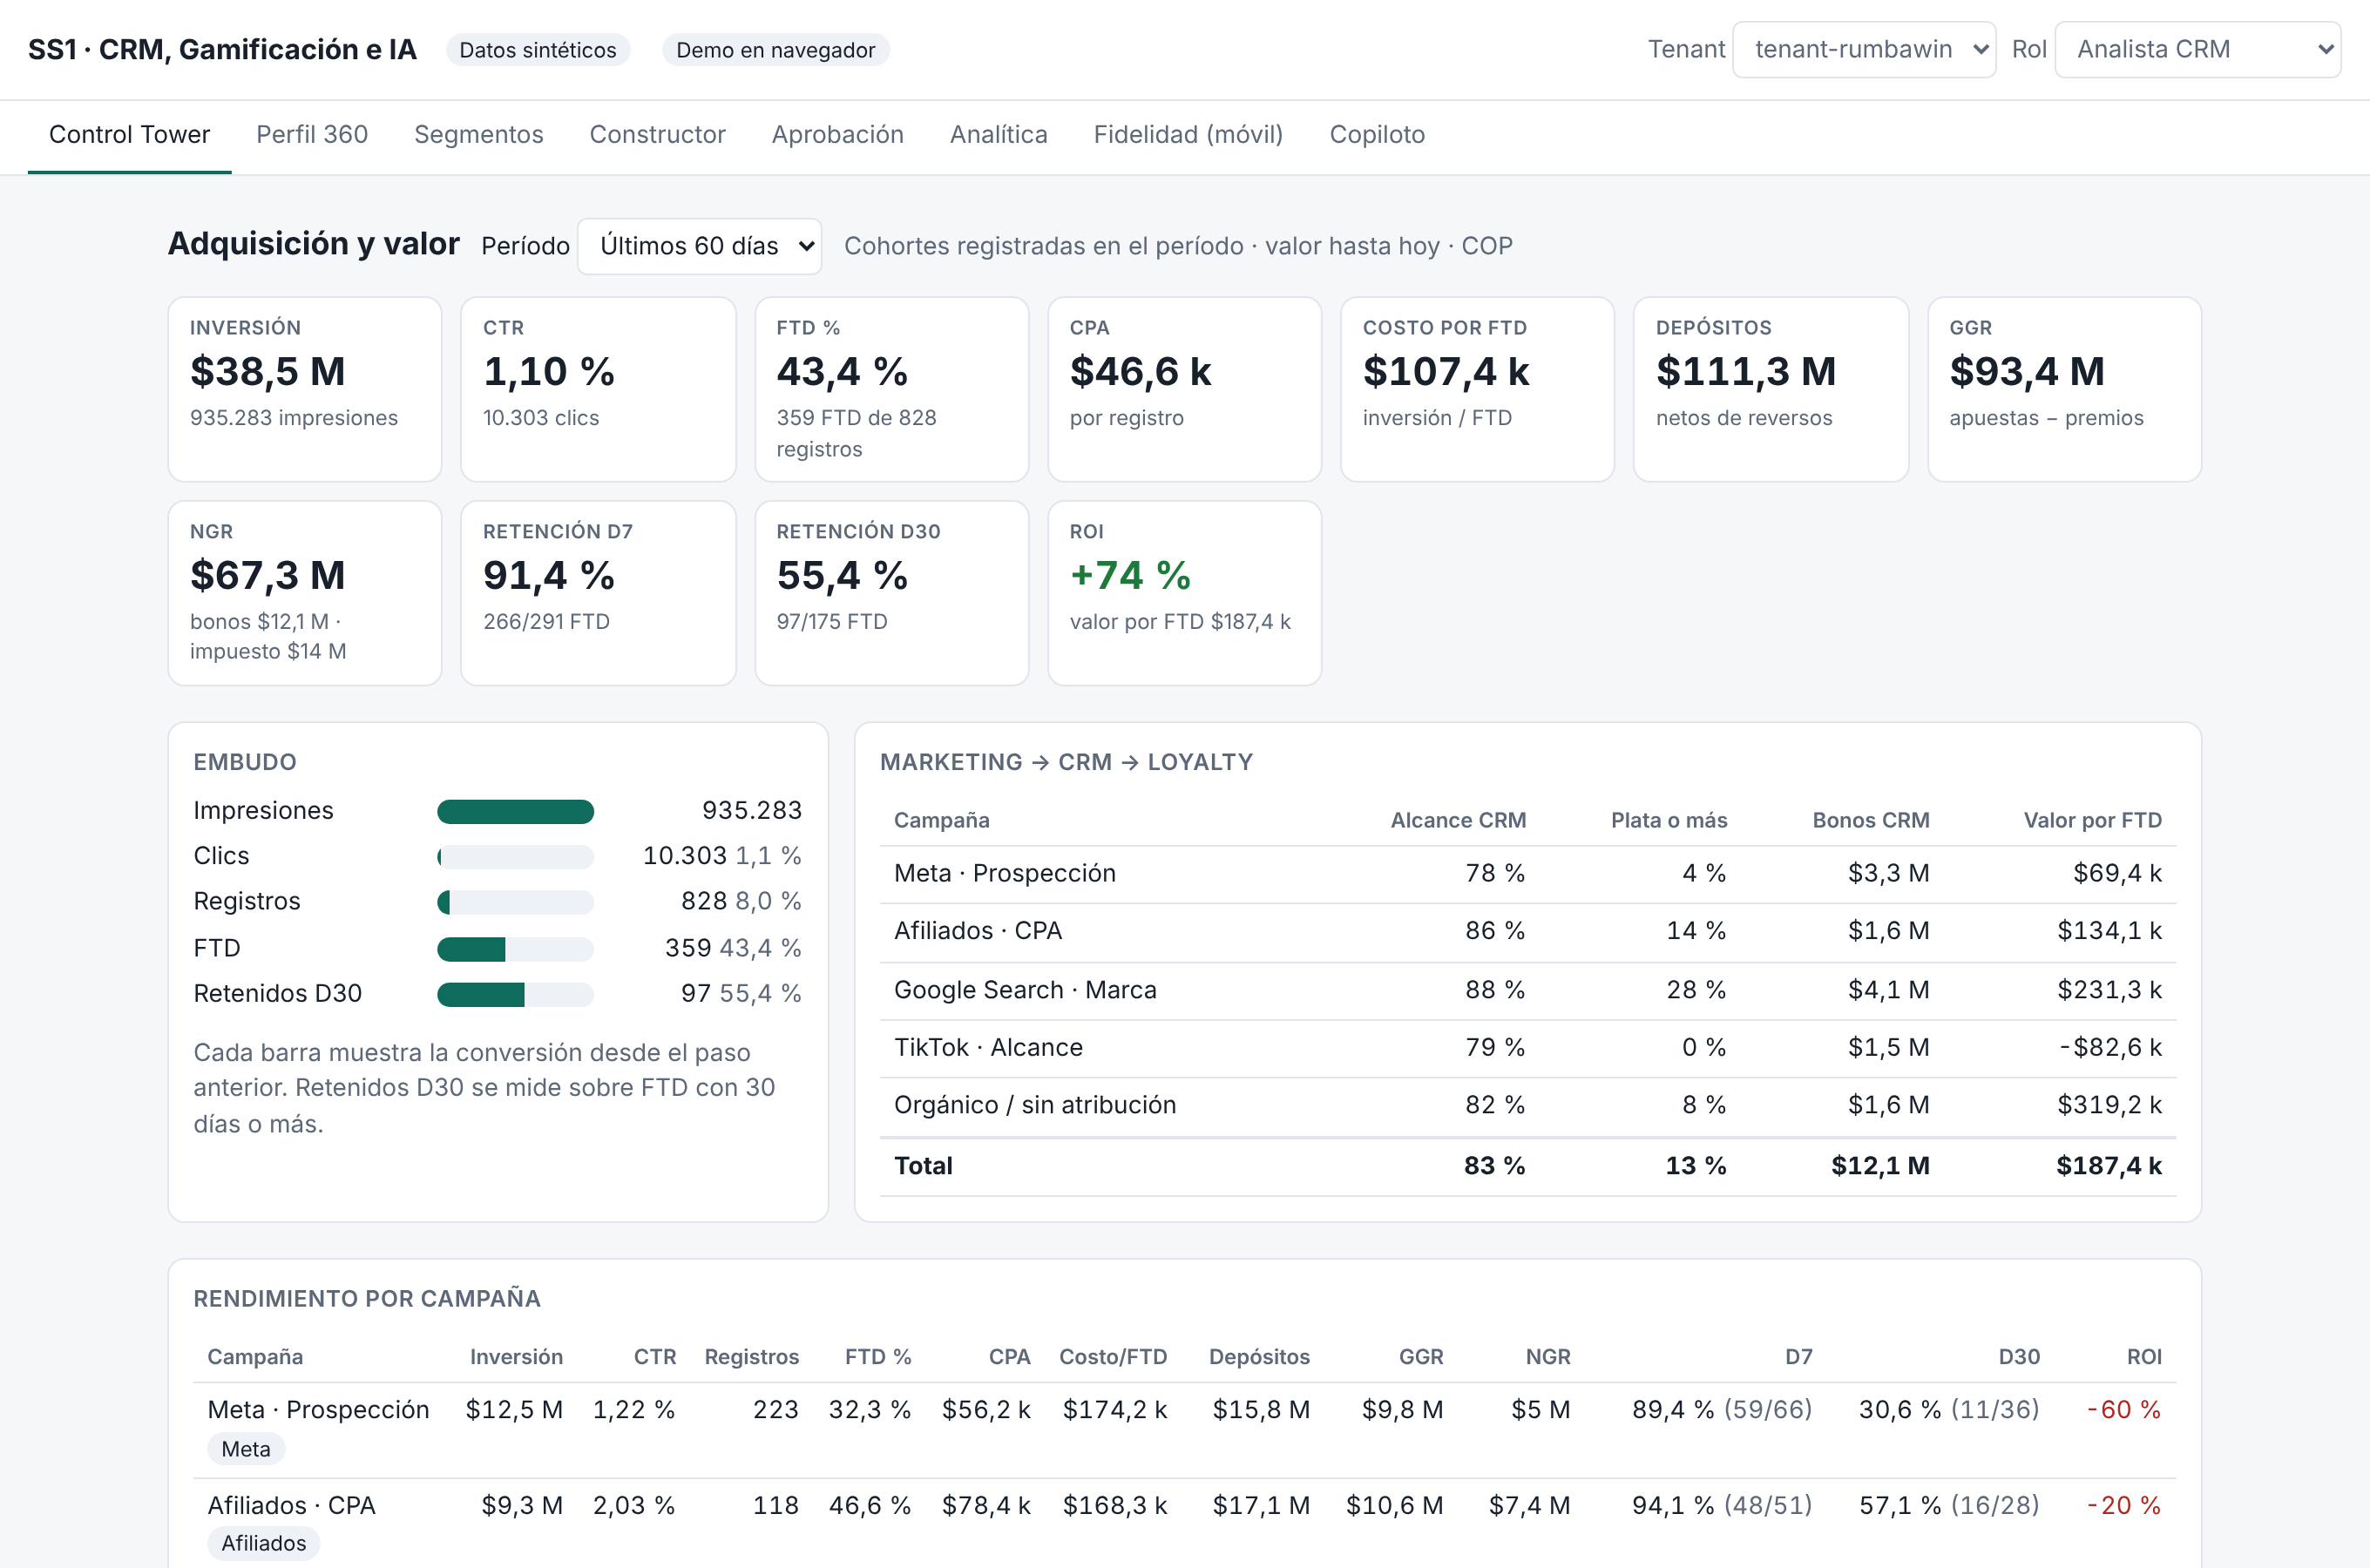 SS1 · CRM, Gamificación e IA Datos sintéticos Demo en navegador Tenant tenant-rumbawin Rol Analista CRM
Control Tower Perfil 360 Segmentos Constructor Aprobación Analítica Fidelidad (móvil) Copiloto
Adquisición y valor Período Últimos 60 días Cohortes registradas en el período · valor hasta hoy · COP
INVERSIÓN
$38,5 M
935.283 impresiones
CTR
1,10 %
10.303 clics
FTD %
43,4 %
359 FTD de 828
registros
CPA
$46,6 k
por registro
COSTO POR FTD
$107,4 k
inversión / FTD
DEPÓSITOS
$111,3 M
netos de reversos
GGR
$93,4 M
apuestas − premios
NGR
$67,3 M
bonos $12,1 M ·
impuesto $14 M
RETENCIÓN D7
91,4 %
266/291 FTD
RETENCIÓN D30
55,4 %
97/175 FTD
ROI
+74 %
valor por FTD $187,4 k
EMBUDO
Impresiones 935.283
Clics 10.303 1,1 %
Registros 828 8,0 %
FTD 359 43,4 %
Retenidos D30 97 55,4 %
Cada barra muestra la conversión desde el paso
anterior. Retenidos D30 se mide sobre FTD con 30
días o más.
MARKETING → CRM → LOYALTY
Campaña Alcance CRM Plata o más Bonos CRM Valor por FTD
Meta · Prospección 78 % 4 % $3,3 M $69,4 k
Afiliados · CPA 86 % 14 % $1,6 M $134,1 k
Google Search · Marca 88 % 28 % $4,1 M $231,3 k
TikTok · Alcance 79 % 0 % $1,5 M -$82,6 k
Orgánico / sin atribución 82 % 8 % $1,6 M $319,2 k
Total 83 % 13 % $12,1 M $187,4 k
RENDIMIENTO POR CAMPAÑA
Campaña Inversión CTR Registros FTD % CPA Costo/FTD Depósitos GGR NGR D7 D30 ROI
Meta · Prospección $12,5 M 1,22 % 223 32,3 % $56,2 k $174,2 k $15,8 M $9,8 M $5 M 89,4 % (59/66) 30,6 % (11/36) -60 %
Meta
Afiliados · CPA $9,3 M 2,03 % 118 46,6 % $78,4 k $168,3 k $17,1 M $10,6 M $7,4 M 94,1 % (48/51) 57,1 % (16/28) -20 %
Afiliados